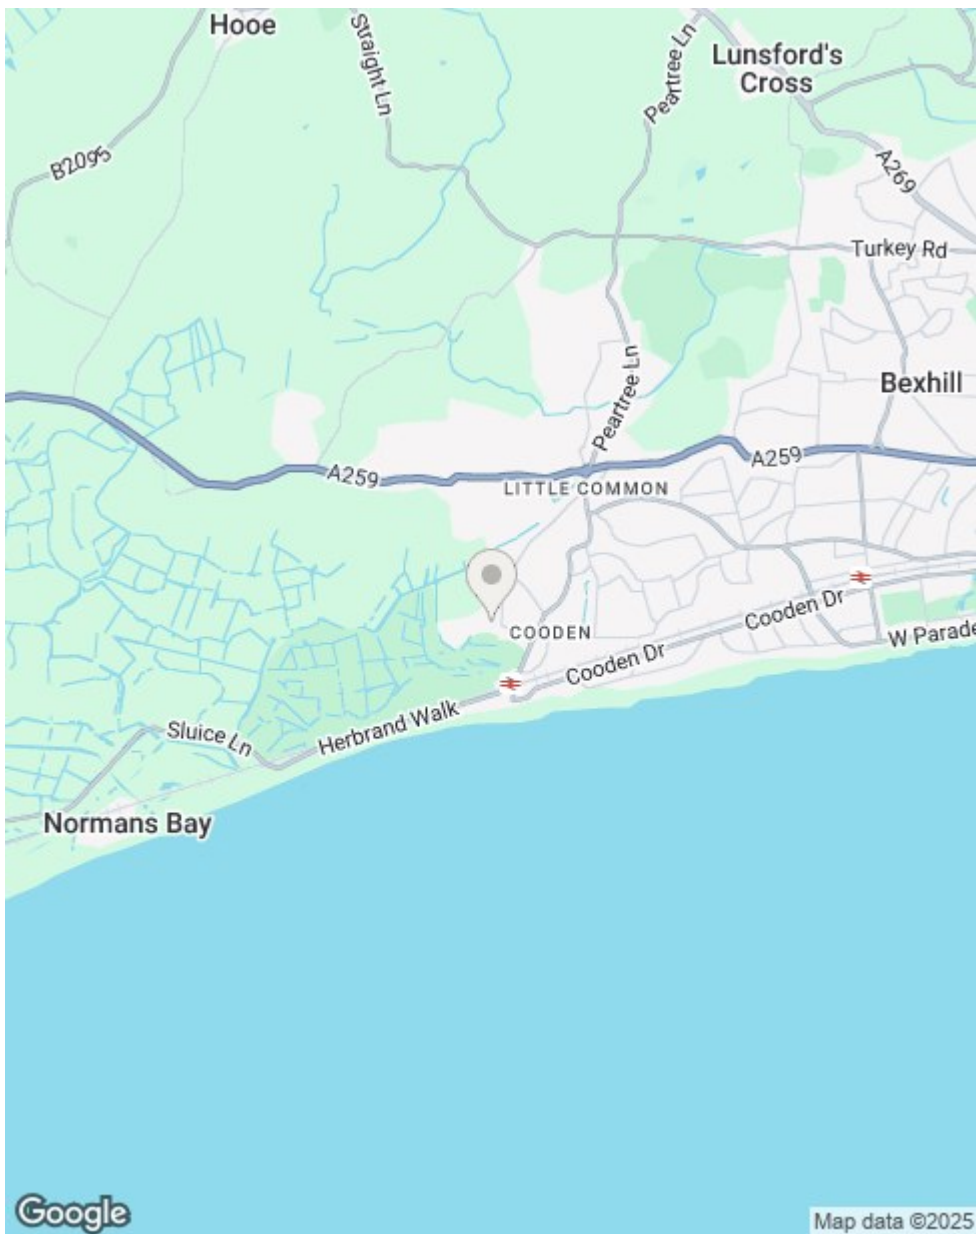 Hooe
Straight Ln
Peartree Ln
Lunsford's
Cross
B2095
A269
Turkey Rd
Peartree Ln
Bexhill
A259
A259
LITTLE COMMON
COODEN
Cooden Dr
Cooden Dr
W Parade
Herbrand Walk
Sluice Ln
Normans Bay
Google
Map data ©2025